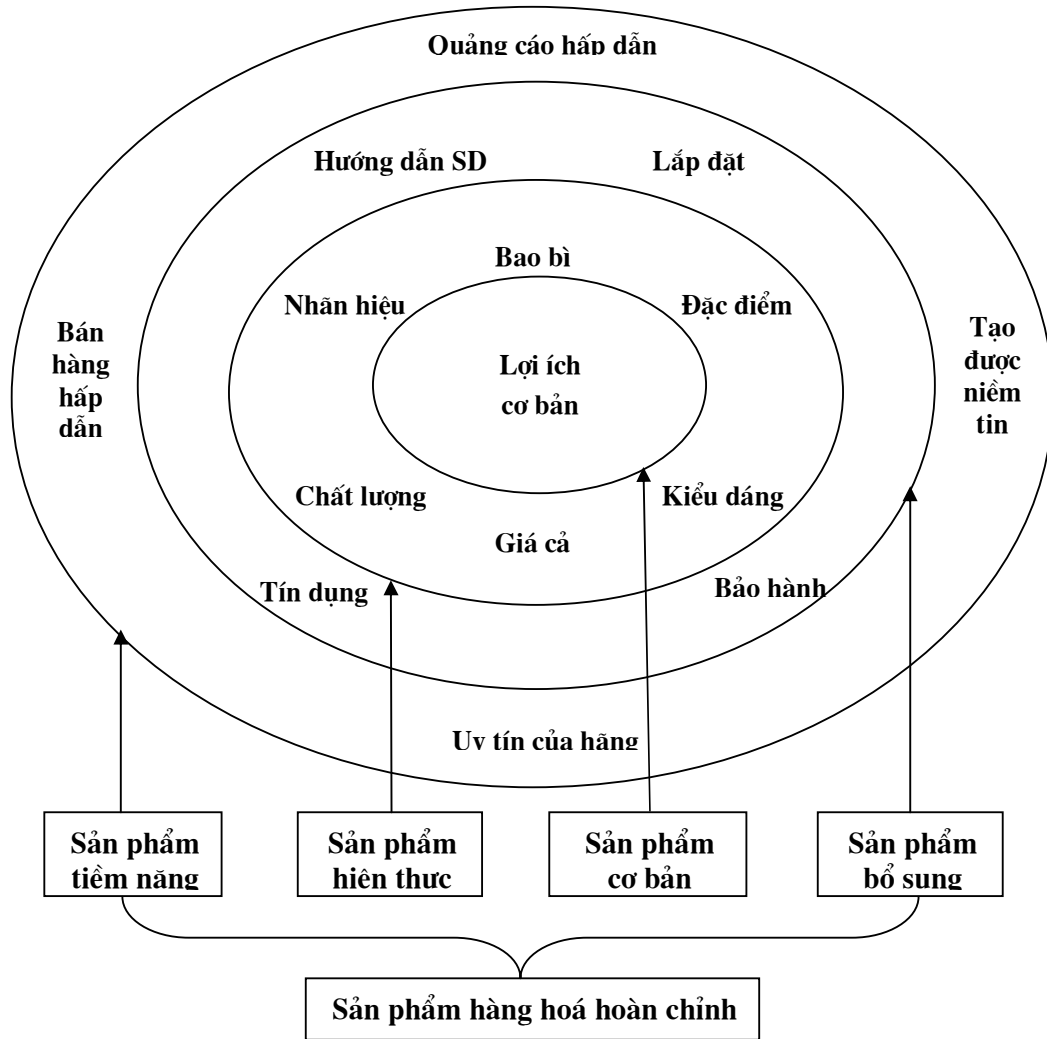 Quảng cáo hấp dẫn
Hướng dẫn SD
Lắp đặt
Bao bì
Nhãn hiệu
Đặc điểm
Bán
hàng
hấp
dẫn
Lợi ích
cơ bản
Tạo
được
niềm
tin
Chất lượng
Kiểu dáng
Giá cả
Tín dụng
Bảo hành
Uy tín của hãng
Sản phẩm
tiềm năng
Sản phẩm
hiện thực
Sản phẩm
cơ bản
Sản phẩm
bổ sung
Sản phẩm hàng hoá hoàn chỉnh